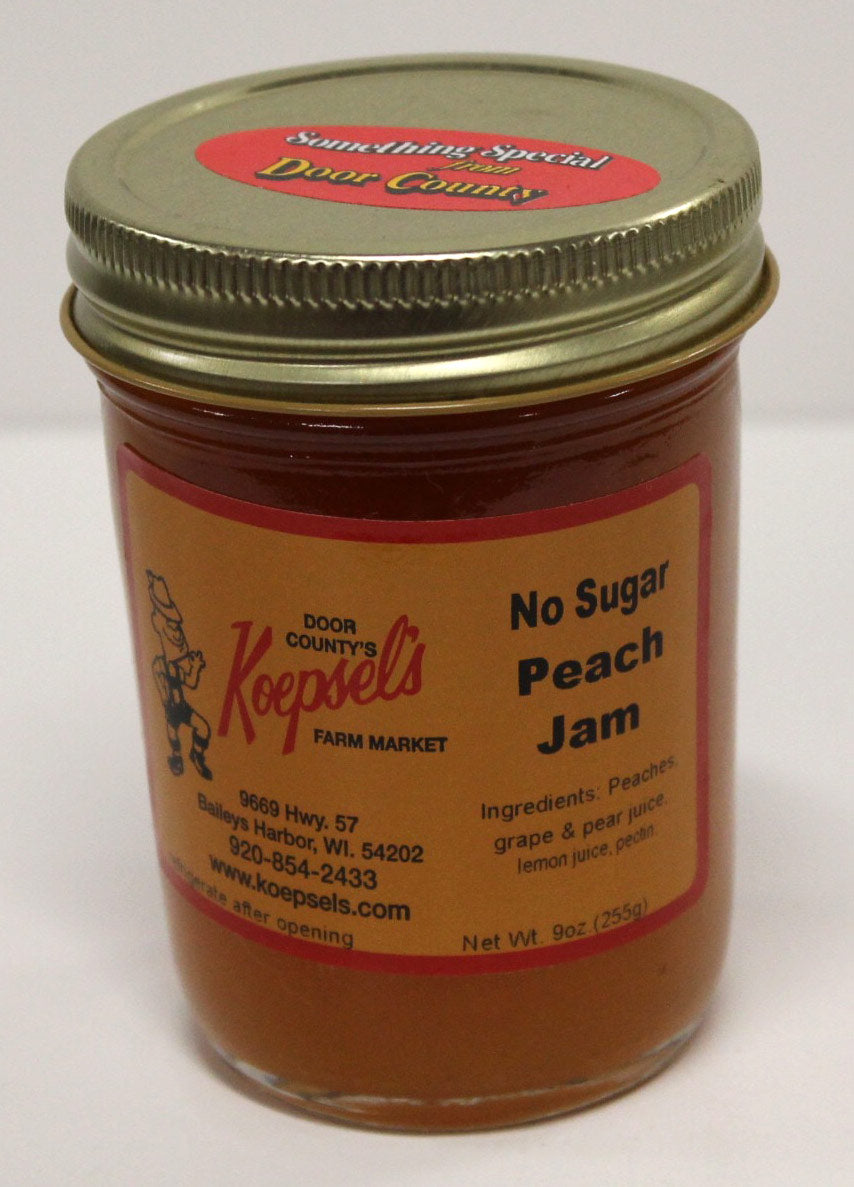 Something Special
from
Door County
DOOR
COUNTY'S
Koepsel's
FARM MARKET
9669 Hwy. 57
Baileys Harbor, WI. 54202
920-854-2433
www.koepsels.com
after opening
No Sugar
Peach
Jam
Ingredients: Peaches,
grape & pear juice,
lemon juice, pectin.
Net Wt. 9oz.(255g)